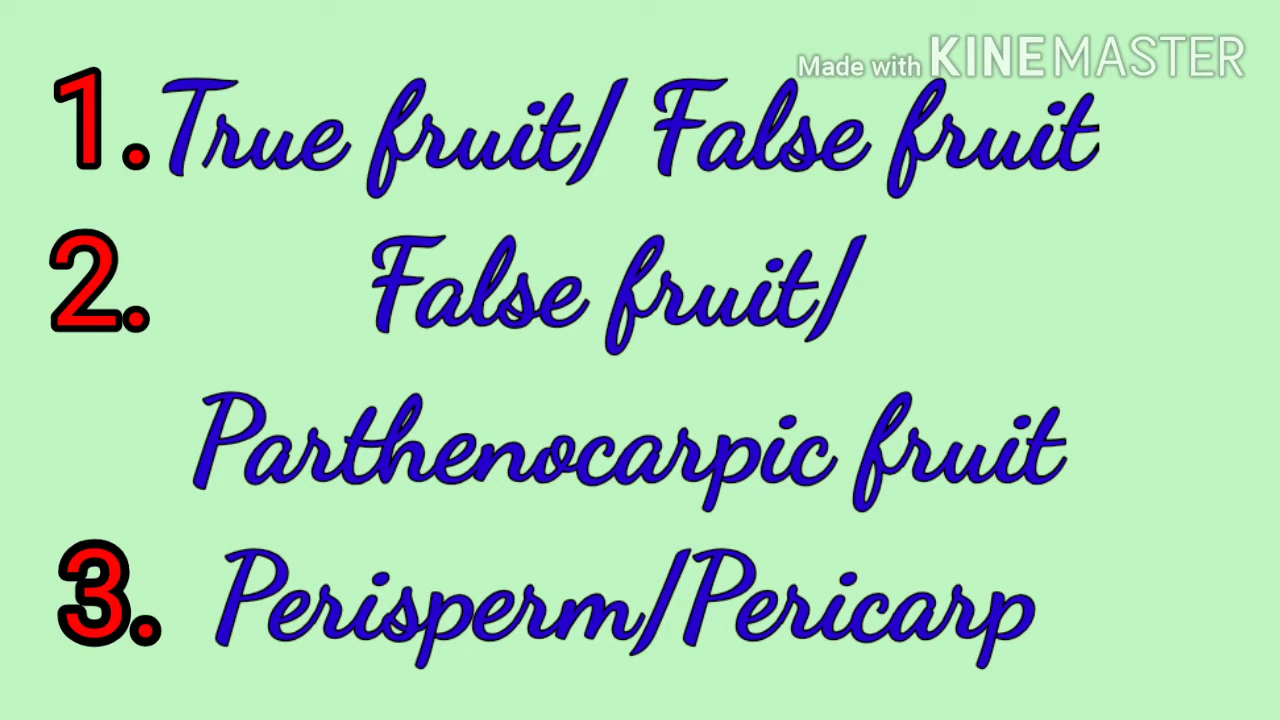 Made with KINEMASTER
1. True fruit/ False fruit
2. False fruit/
Parthenocarpic fruit
3. Perisperm/Pericarp